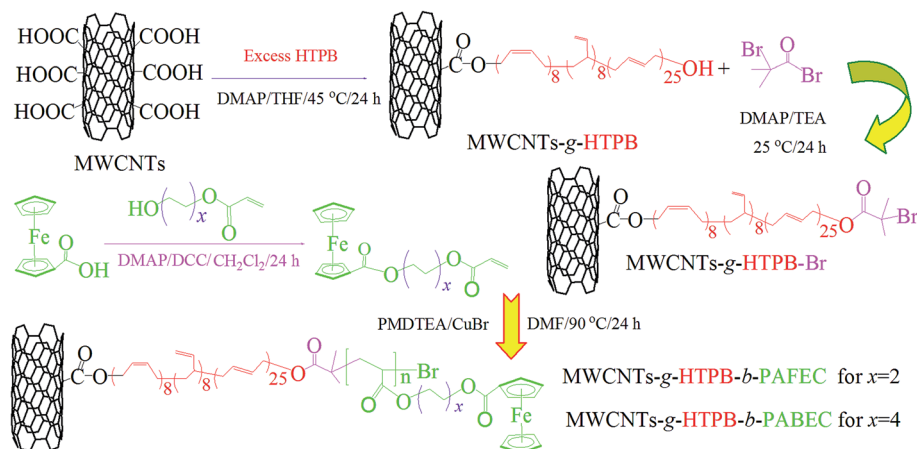 HOOC COOH
HOOC COOH
HOOC COOH
MWCNTs
Excess HTPB
DMAP/THF/45 °C/24 h
O
C
O
8 8 25 OH
MWCNTs-g-HTPB
+
Br O
Br
DMAP/TEA
25 °C/24 h
Fe
O
OH
HO O
x
O
DMAP/DCC/ CH2Cl2/24 h
Fe
O
O O
x
O
O
C
O
8 8 25 O
O
Br
MWCNTs-g-HTPB-Br
PMDTEA/CuBr
DMF/90 °C/24 h
O
C
O
8 8 25 O
O
n Br
O O
x
O
O
Fe
MWCNTs-g-HTPB-b-PAFEC for x=2
MWCNTs-g-HTPB-b-PABEC for x=4